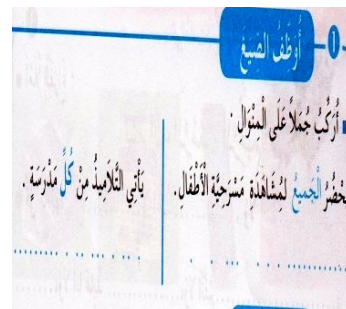 1 أُوَظِّفُ الصِّيَغَ
أُرَكِّبُ جُمَلاً عَلَى الْمِنْوَالِ :
يَحْضُرُ الْجَمِيعُ لِمُشَاهَدَةِ مَسْرَحِيَّةِ الْأَطْفَالِ.
يَأْتِي التَّلَامِيذُ مِنْ كُلِّ مَدْرَسَةٍ .